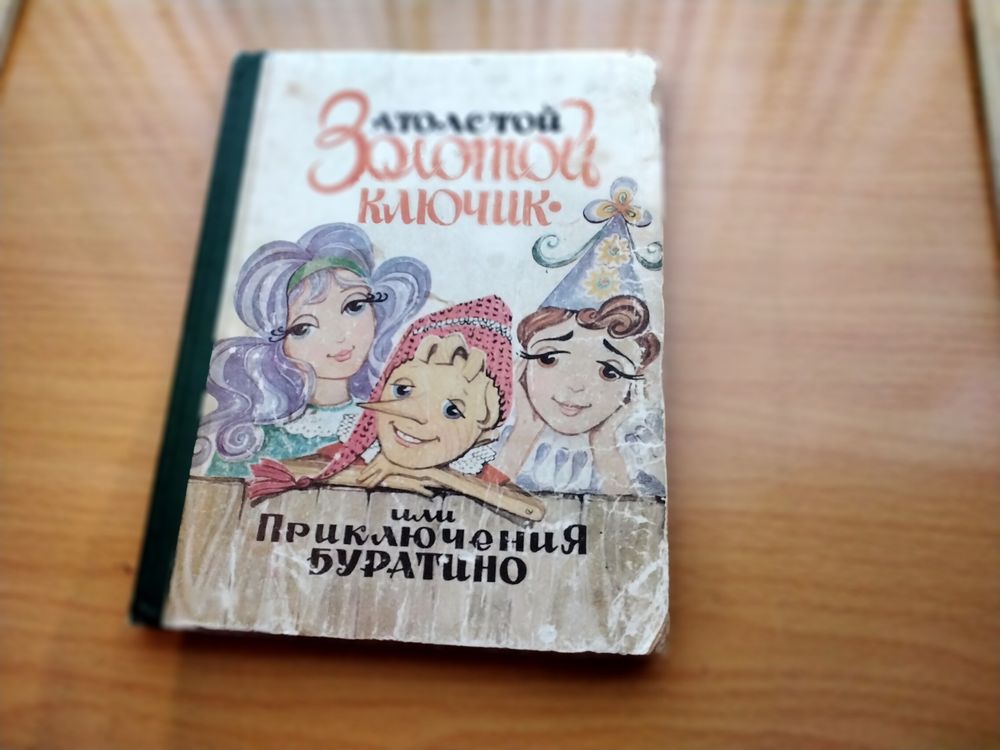 А ТОЛСТОЙ
Золотой
КЛЮЧИК
или
ПРИКЛЮЧЕНИЯ
БУРАТИНО